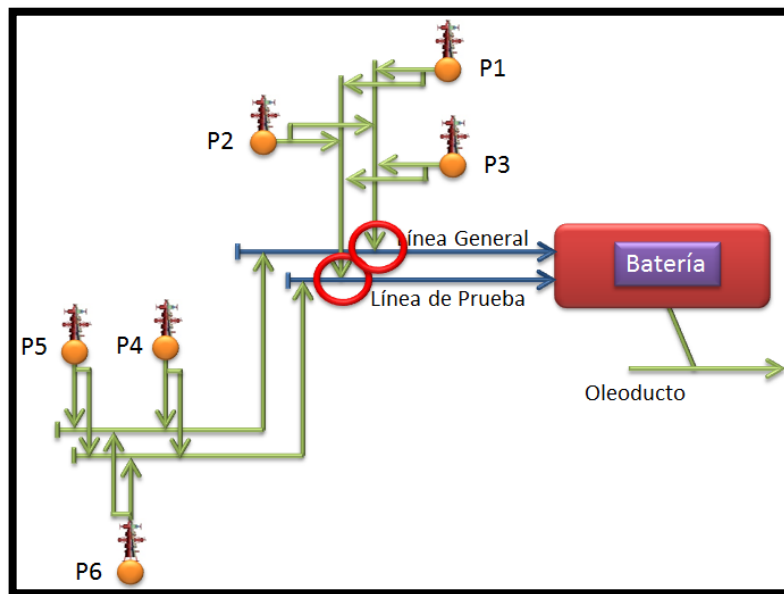 P1
P2
P3
Línea General
Batería
Línea de Prueba
P5
P4
Oleoducto
P6